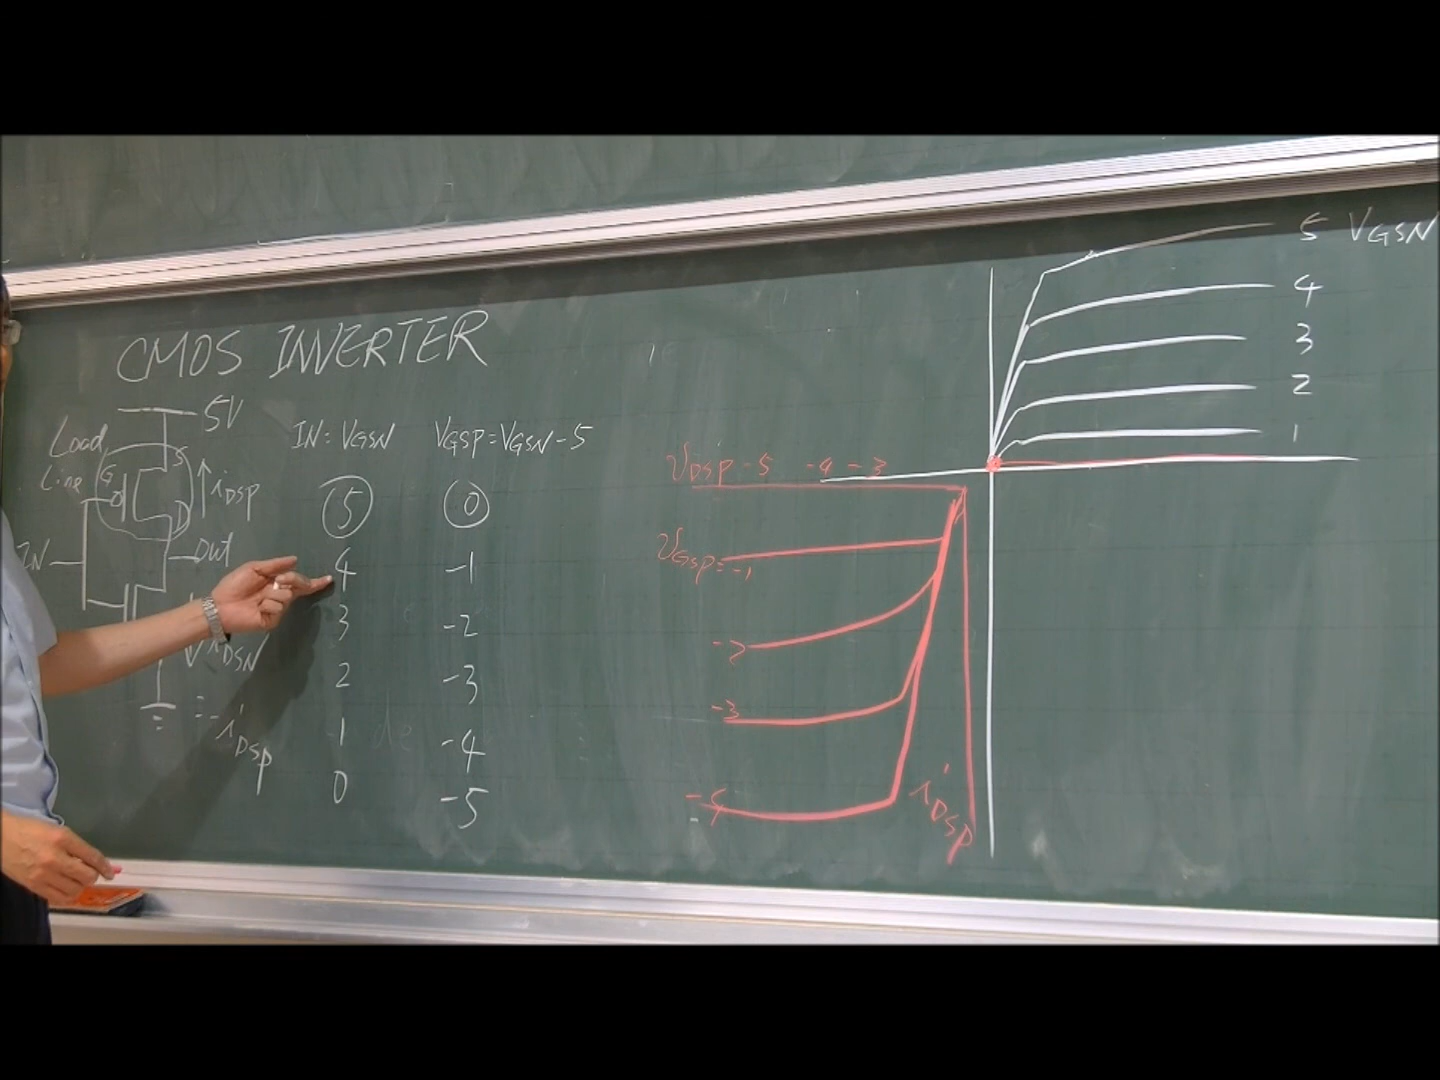 CMOS INVERTER
5V
Load
Line
G
S
D
iDSP
IN
Out
iDSN
= -iDSP
IN: VGSN VGSP = VGSN - 5
5 0
4 -1
3 -2
2 -3
1 -4
0 -5
5 VGSN
4
3
2
1
VDSP -5 -4 -3
VGSP = -1
-2
-3
iDSP